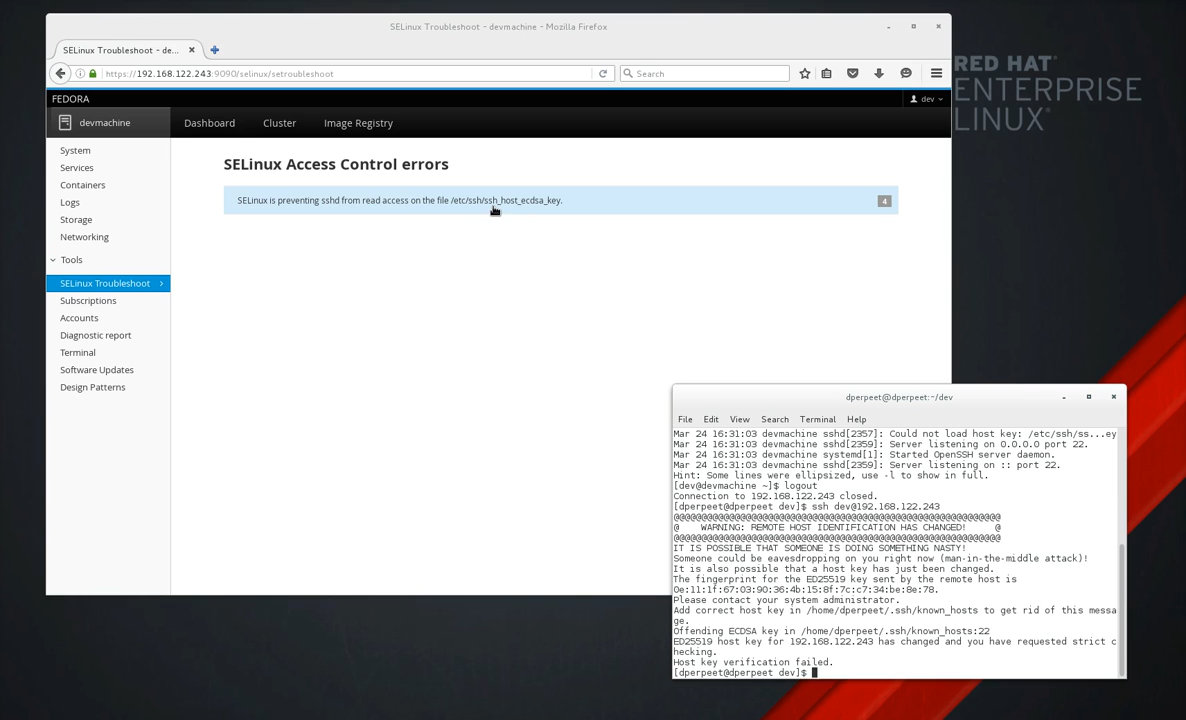 SELinux Troubleshoot - devmachine - Mozilla Firefox
SELinux Troubleshoot - de...
https://192.168.122.243:9090/selinux/setroubleshoot
Search
RED HAT®
ENTERPRISE
LINUX®
FEDORA
dev
devmachine
Dashboard
Cluster
Image Registry
System
Services
Containers
Logs
Storage
Networking
Tools
SELinux Troubleshoot
Subscriptions
Accounts
Diagnostic report
Terminal
Software Updates
Design Patterns
SELinux Access Control errors
SELinux is preventing sshd from read access on the file /etc/ssh/ssh_host_ecdsa_key.
4
dperpeet@dperpeet:~/dev
File Edit View Search Terminal Help
Mar 24 16:31:03 devmachine sshd[2357]: Could not load host key: /etc/ssh/ss...ey
Mar 24 16:31:03 devmachine sshd[2359]: Server listening on 0.0.0.0 port 22.
Mar 24 16:31:03 devmachine systemd[1]: Started OpenSSH server daemon.
Mar 24 16:31:03 devmachine sshd[2359]: Server listening on :: port 22.
Hint: Some lines were ellipsized, use -l to show in full.
[dev@devmachine ~]$ logout
Connection to 192.168.122.243 closed.
[dperpeet@dperpeet dev]$ ssh dev@192.168.122.243
@@@@@@@@@@@@@@@@@@@@@@@@@@@@@@@@@@@@@@@@@@@@@@@@@@@@@@@@@@@
@    WARNING: REMOTE HOST IDENTIFICATION HAS CHANGED!     @
@@@@@@@@@@@@@@@@@@@@@@@@@@@@@@@@@@@@@@@@@@@@@@@@@@@@@@@@@@@
IT IS POSSIBLE THAT SOMEONE IS DOING SOMETHING NASTY!
Someone could be eavesdropping on you right now (man-in-the-middle attack)!
It is also possible that a host key has just been changed.
The fingerprint for the ED25519 key sent by the remote host is
0e:11:1f:67:03:90:36:4b:15:8f:7c:c7:34:be:8e:78.
Please contact your system administrator.
Add correct host key in /home/dperpeet/.ssh/known_hosts to get rid of this messa
ge.
Offending ECDSA key in /home/dperpeet/.ssh/known_hosts:22
ED25519 host key for 192.168.122.243 has changed and you have requested strict c
hecking.
Host key verification failed.
[dperpeet@dperpeet dev]$